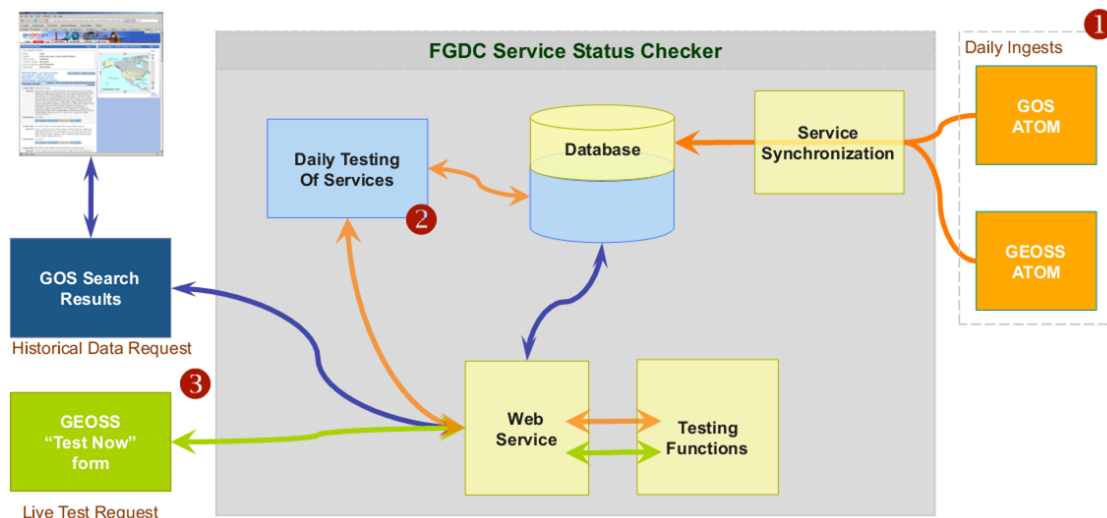 1
FGDC Service Status Checker
Daily Ingests
GOS
ATOM
Service
Synchronization
Database
Daily Testing
Of Services
2
GEOSS
ATOM
GOS Search
Results
Historical Data Request
3
GEOSS
“Test Now”
form
Live Test Request
Web
Service
Testing
Functions